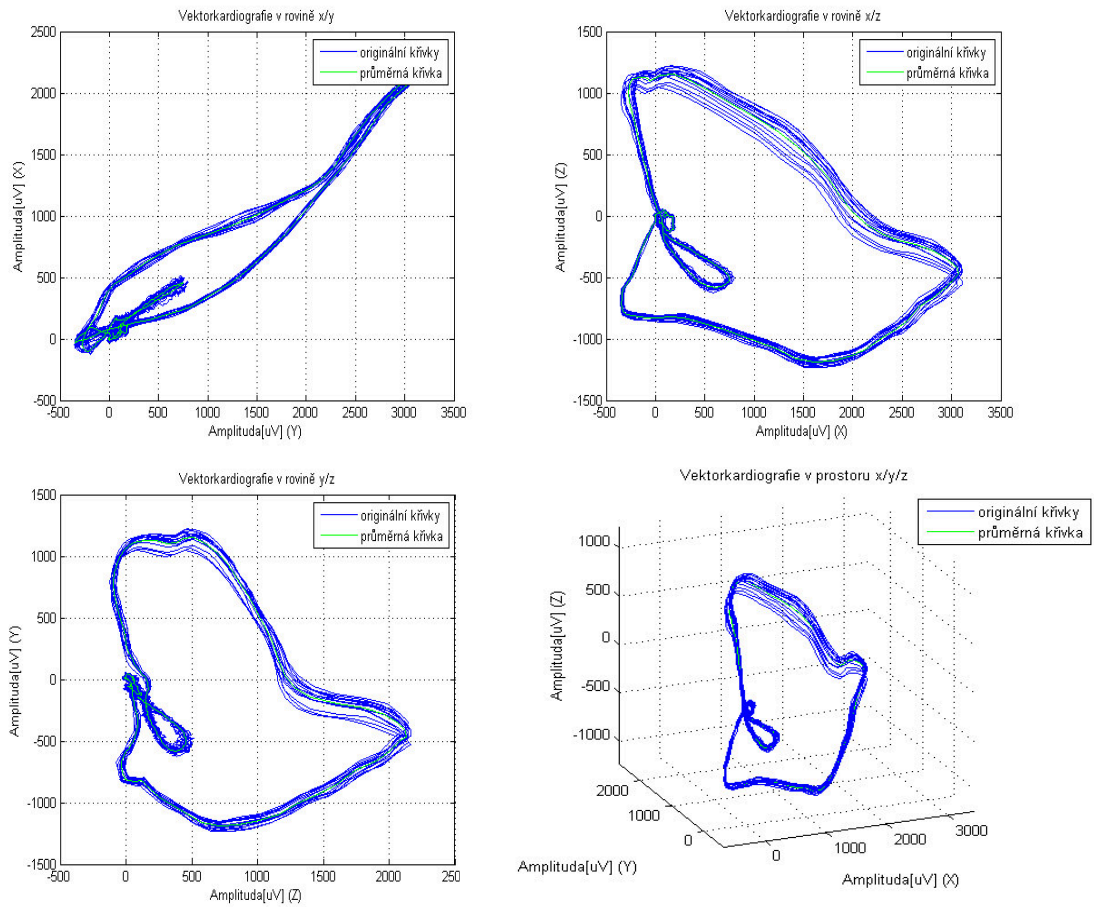 Vektorkardiografie v rovině x/y
2500
2000
1500
1000
500
0
-500
-500 0 500 1000 1500 2000 2500 3000 3500
Amplituda[uV] (X)
Amplituda[uV] (Y)
originální křivky
průměrná křivka
Vektorkardiografie v rovině x/z
1500
1000
500
0
-500
-1000
-1500
-500 0 500 1000 1500 2000 2500 3000 3500
Amplituda[uV] (Z)
Amplituda[uV] (X)
originální křivky
průměrná křivka
Vektorkardiografie v rovině y/z
1500
1000
500
0
-500
-1000
-1500
-500 0 500 1000 1500 2000 250
Amplituda[uV] (Y)
Amplituda[uV] (Z)
originální křivky
průměrná křivka
Vektorkardiografie v prostoru x/y/z
originální křivky
průměrná křivka
1000
500
0
-500
-1000
Amplituda[uV] (Z)
2000
1000
0
0 1000 2000 3000
Amplituda[uV] (Y)
Amplituda[uV] (X)